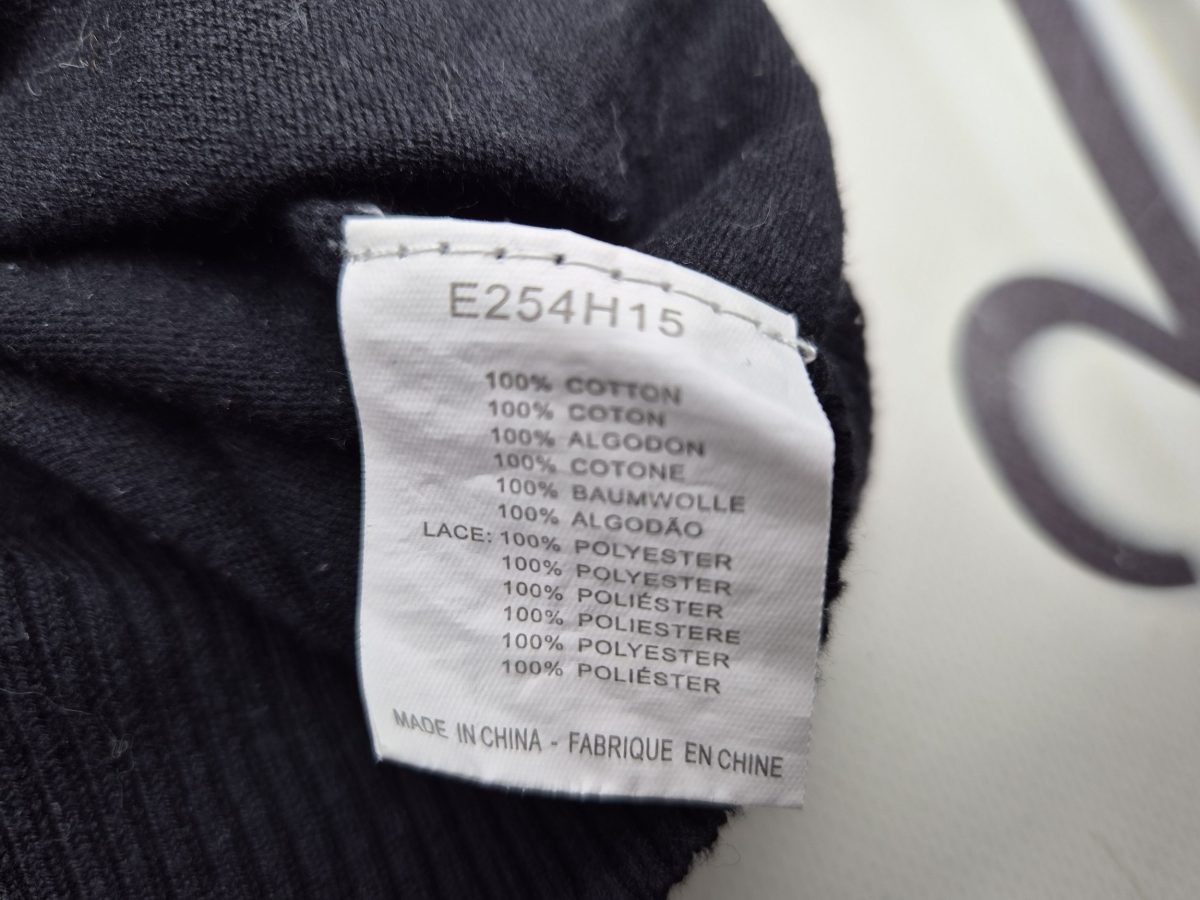 E254H15
100% COTTON
100% COTON
100% ALGODON
100% COTONE
100% BAUMWOLLE
100% ALGODÃO
LACE: 100% POLYESTER
100% POLYESTER
100% POLIÉSTER
100% POLIESTERE
100% POLYESTER
100% POLIÉSTER
MADE IN CHINA - FABRIQUE EN CHINE